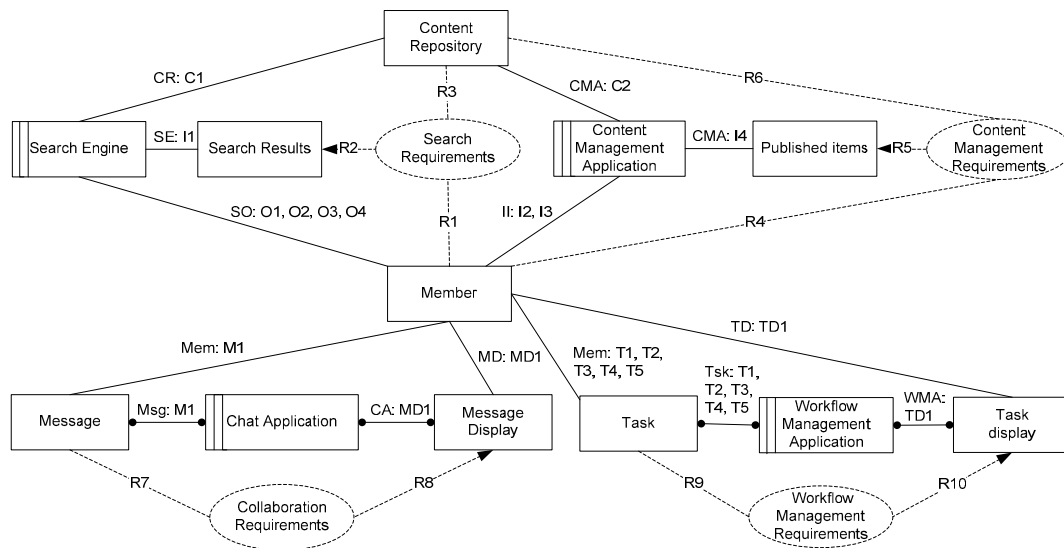 Content
Repository
CR: C1
R3
CMA: C2
R6
Search Engine
SE: I1
Search Results
R2
Search
Requirements
Content
Management
Application
CMA: I4
Published items
R5
Content
Management
Requirements
SO: O1, O2, O3, O4
R1
II: I2, I3
R4
Member
Mem: M1
MD: MD1
Mem: T1, T2,
T3, T4, T5
TD: TD1
Message
Msg: M1
Chat Application
CA: MD1
Message
Display
Task
Tsk: T1,
T2, T3,
T4, T5
Workflow
Management
Application
WMA:
TD1
Task
display
R7
Collaboration
Requirements
R8
R9
Workflow
Management
Requirements
R10